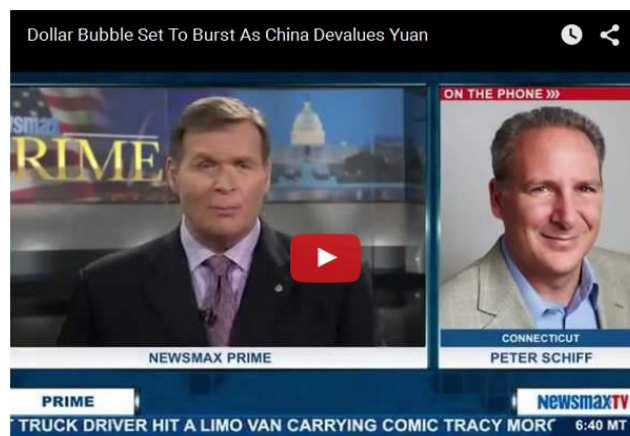 Dollar Bubble Set To Burst As China Devalues Yuan
ON THE PHONE »»
PRIME
CONNECTICUT
NEWSMAX PRIME
PETER SCHIFF
PRIME
NEWSMAXTV
TRUCK DRIVER HIT A LIMO VAN CARRYING COMIC TRACY
6:40 MT